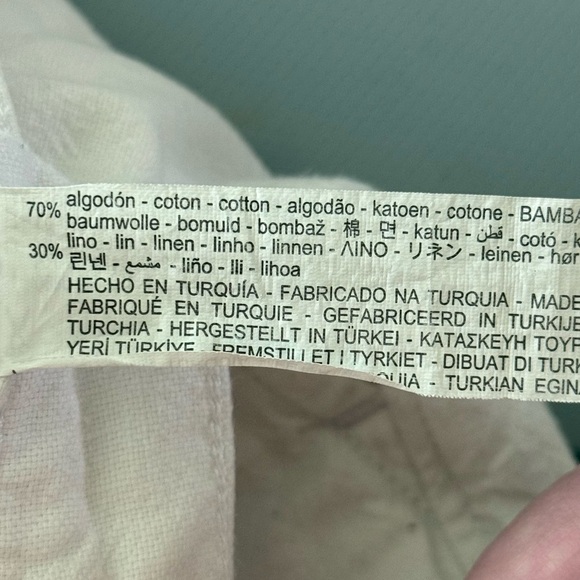 70% algodón - coton - cotton - algodão - katoen - cotone - BAMBA
baumwolle - bomuld - bombaž - 棉 - 면 - katun - قطن - cotó - k
30% lino - lin - linen - linho - linnen - ΛΙΝΟ - リネン - leinen - hør
린넨 - مشمع - liño - lli - lihoa
HECHO EN TURQUÍA - FABRICADO NA TURQUIA - MADE
FABRIQUÉ EN TURQUIE - GEFABRICEERD IN TURKIJE
TURCHIA - HERGESTELLT IN TÜRKEI - ΚΑΤΑΣΚΕΥΗ ΤΟΥΡ
YERİ TÜRKİYE FREMSTILLET I TYRKIET - DIBUAT DI TURK
QUIA - TURKIAN EGINA